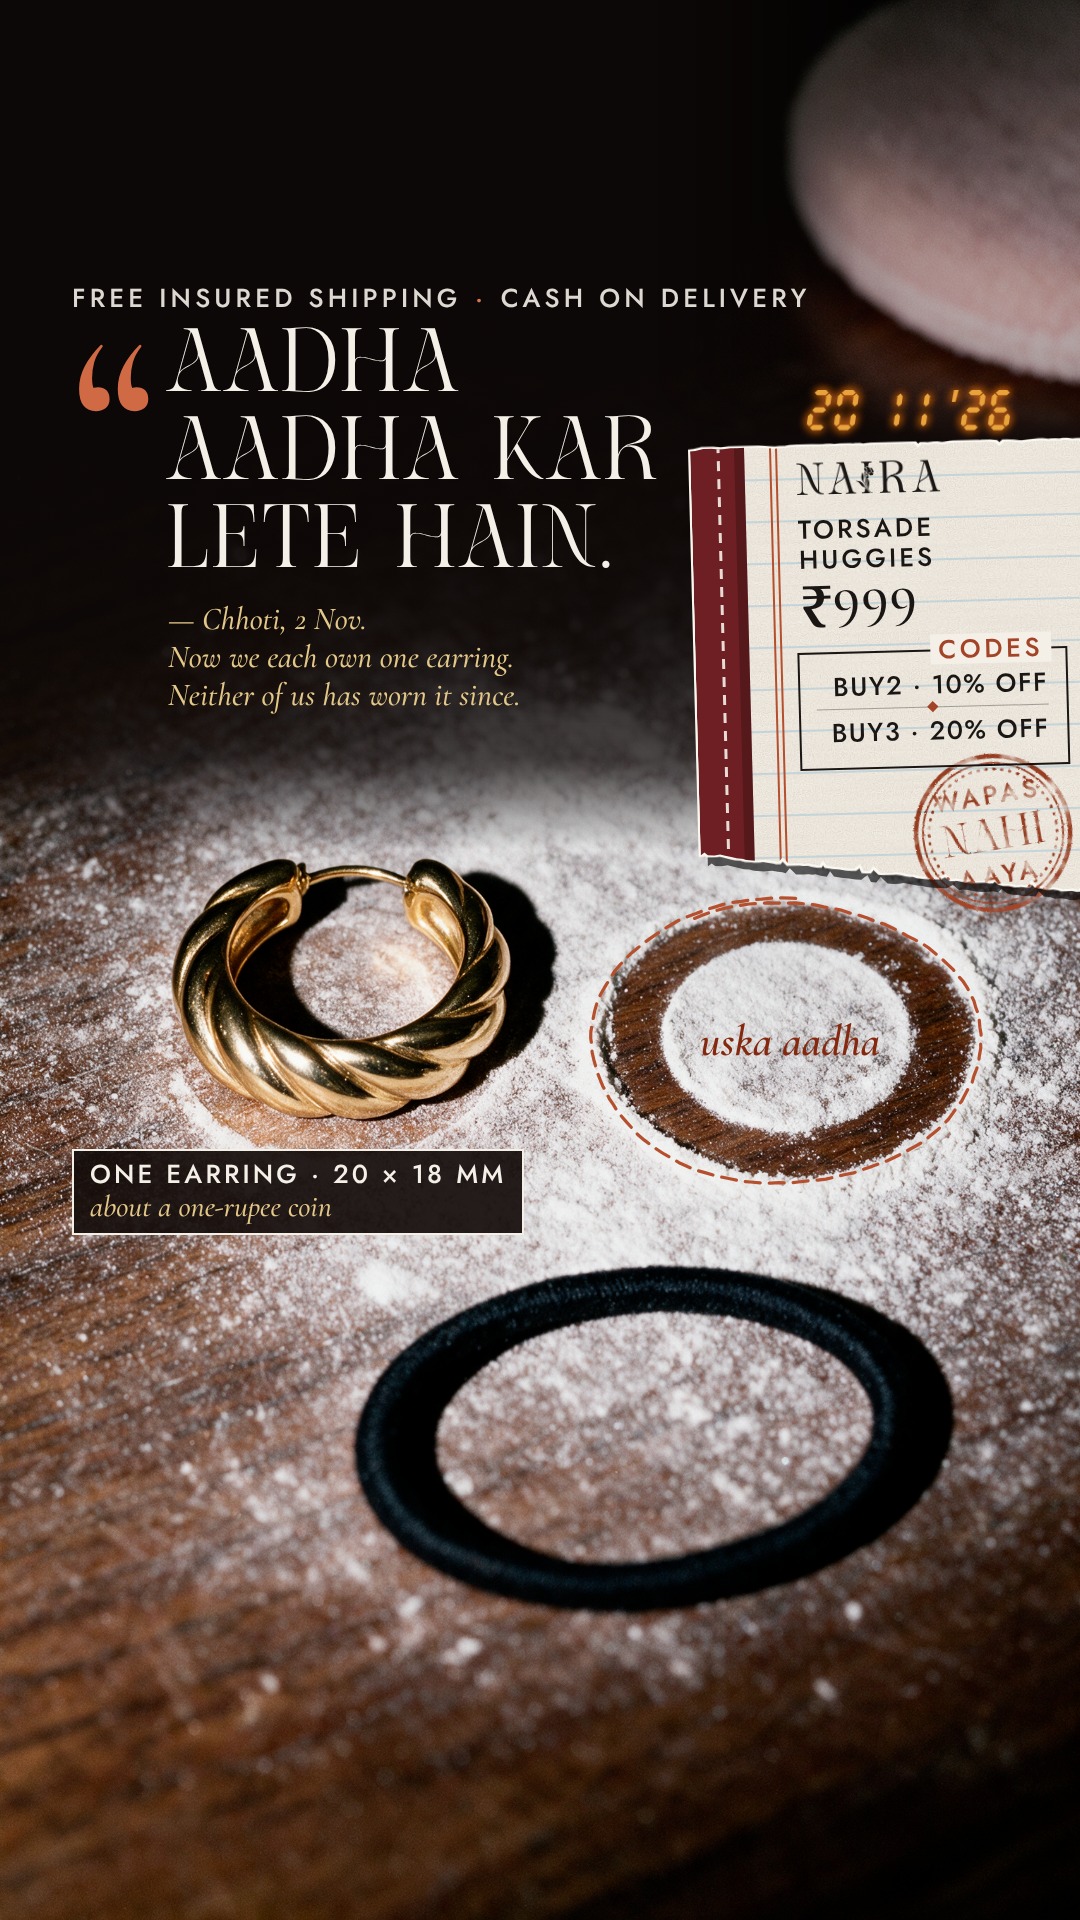 FREE INSURED SHIPPING · CASH ON DELIVERY
“AADHA
AADHA KAR
LETE HAIN.
— Chhoti, 2 Nov.
Now we each own one earring.
Neither of us has worn it since.
20 11 '26
NAIRA
TORSADE
HUGGIES
₹999
CODES
BUY2 · 10% OFF
BUY3 · 20% OFF
WAPAS
NAHI
AAYA
uska aadha
ONE EARRING · 20 × 18 MM
about a one-rupee coin